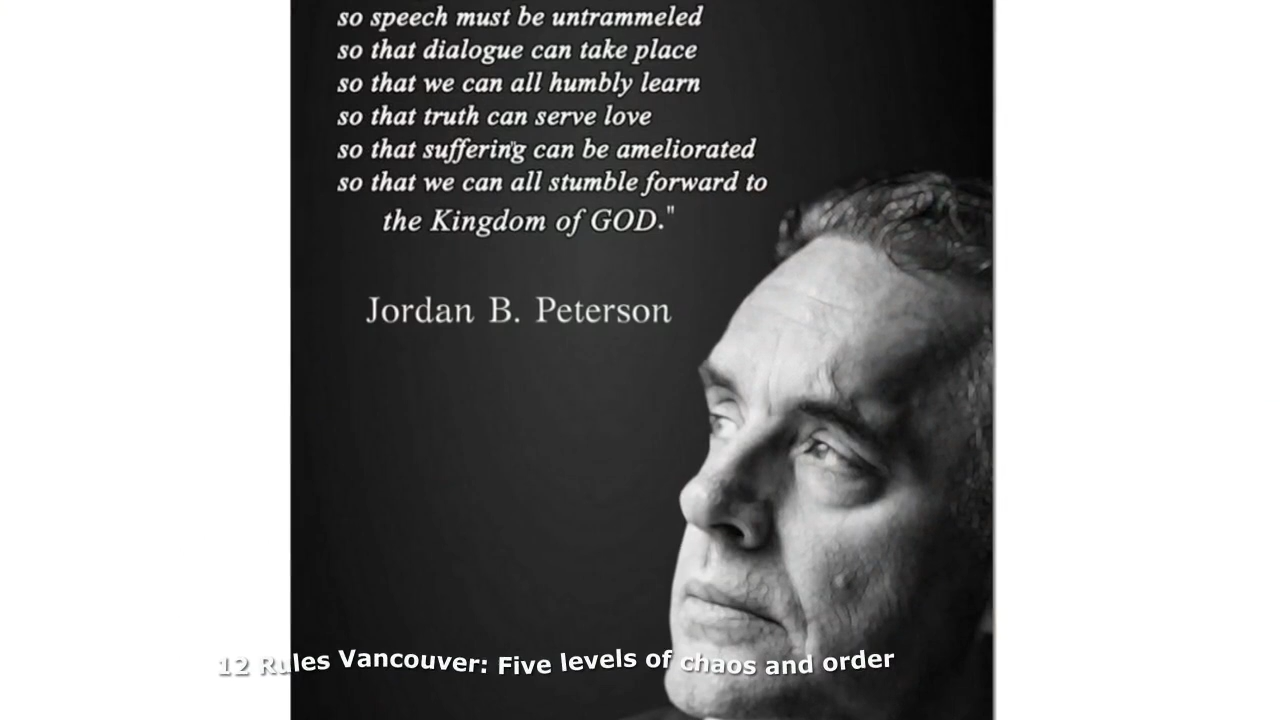 so speech must be untrammeled
so that dialogue can take place
so that we can all humbly learn
so that truth can serve love
so that suffering can be ameliorated
so that we can all stumble forward to
the Kingdom of GOD."
Jordan B. Peterson
12 Rules Vancouver: Five levels of chaos and order